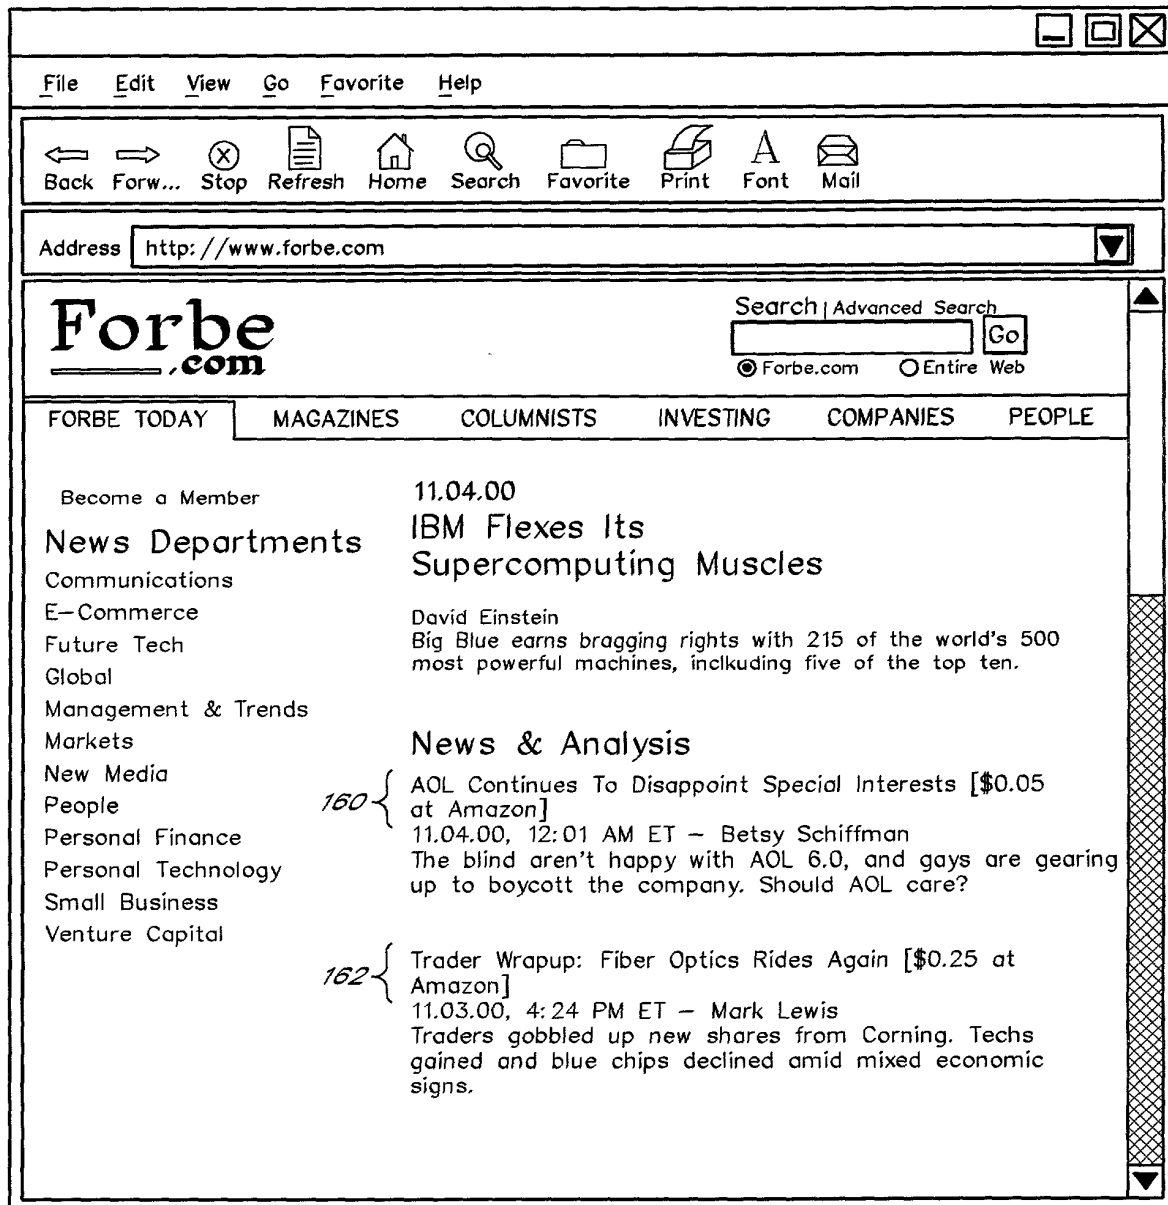 File Edit View Go Favorite Help
Back Forw... Stop Refresh Home Search Favorite Print Font Mail
Address http://www.forbe.com
Forbe
.com
Search | Advanced Search
Go
Forbe.com Entire Web
FORBE TODAY MAGAZINES COLUMNISTS INVESTING COMPANIES PEOPLE
Become a Member
News Departments
Communications
E-Commerce
Future Tech
Global
Management & Trends
Markets
New Media
People
Personal Finance
Personal Technology
Small Business
Venture Capital
11.04.00
IBM Flexes Its
Supercomputing Muscles
David Einstein
Big Blue earns bragging rights with 215 of the world's 500
most powerful machines, inclkuding five of the top ten.
News & Analysis
160
AOL Continues To Disappoint Special Interests [$0.05
at Amazon]
11.04.00, 12:01 AM ET – Betsy Schiffman
The blind aren't happy with AOL 6.0, and gays are gearing
up to boycott the company. Should AOL care?
162
Trader Wrapup: Fiber Optics Rides Again [$0.25 at
Amazon]
11.03.00, 4:24 PM ET – Mark Lewis
Traders gobbled up new shares from Corning. Techs
gained and blue chips declined amid mixed economic
signs.